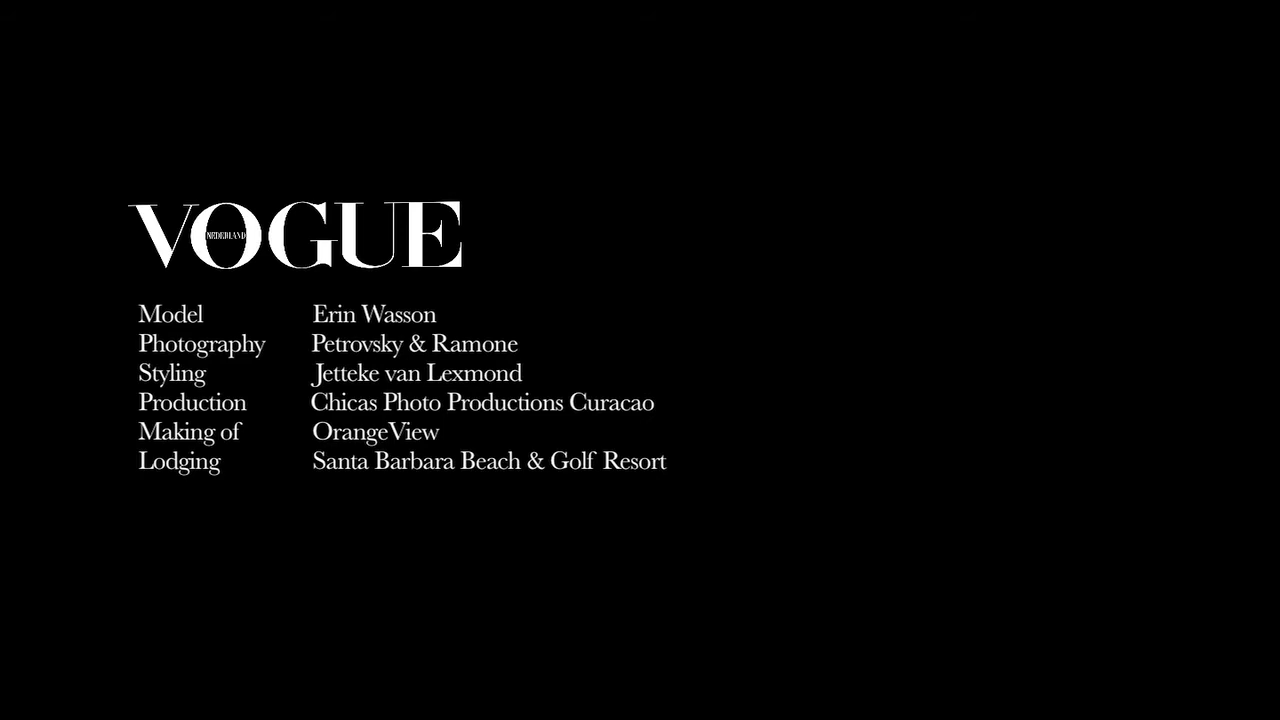 VOGUE
NEDERLAND
Model Erin Wasson
Photography Petrovsky & Ramone
Styling Jetteke van Lexmond
Production Chicas Photo Productions Curacao
Making of OrangeView
Lodging Santa Barbara Beach & Golf Resort